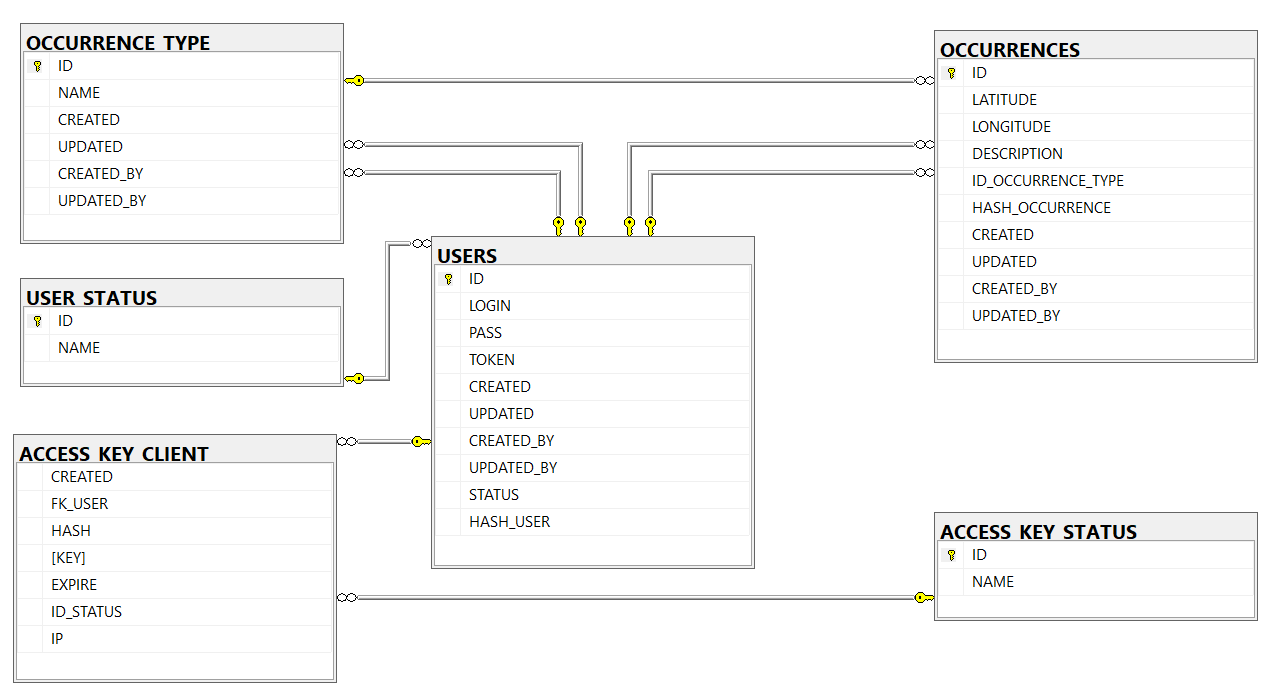 OCCURRENCE_TYPE
ID
NAME
CREATED
UPDATED
CREATED_BY
UPDATED_BY
OCCURRENCES
ID
LATITUDE
LONGITUDE
DESCRIPTION
ID_OCCURRENCE_TYPE
HASH_OCCURRENCE
CREATED
UPDATED
CREATED_BY
UPDATED_BY
USER_STATUS
ID
NAME
USERS
ID
LOGIN
PASS
TOKEN
CREATED
UPDATED
CREATED_BY
UPDATED_BY
STATUS
HASH_USER
ACCESS_KEY_CLIENT
CREATED
FK_USER
HASH
[KEY]
EXPIRE
ID_STATUS
IP
ACCESS_KEY_STATUS
ID
NAME